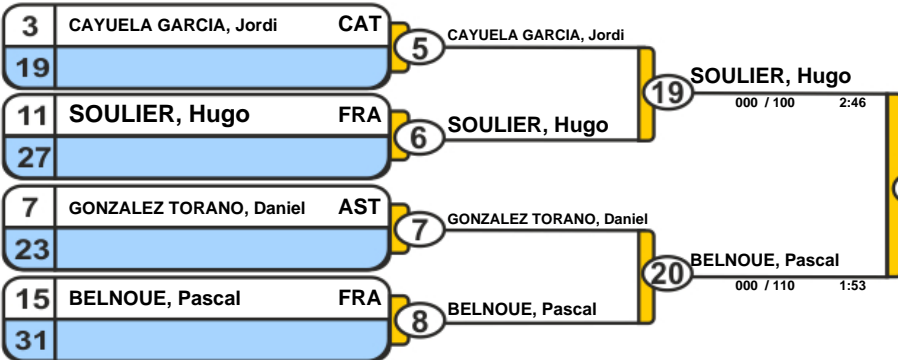 3 CAYUELA GARCIA, Jordi CAT
19
5 CAYUELA GARCIA, Jordi
11 SOULIER, Hugo FRA
27
6 SOULIER, Hugo
19 SOULIER, Hugo
000 / 100 2:46
7 GONZALEZ TORANO, Daniel AST
23
7 GONZALEZ TORANO, Daniel
15 BELNOUE, Pascal FRA
31
8 BELNOUE, Pascal
20 BELNOUE, Pascal
000 / 110 1:53